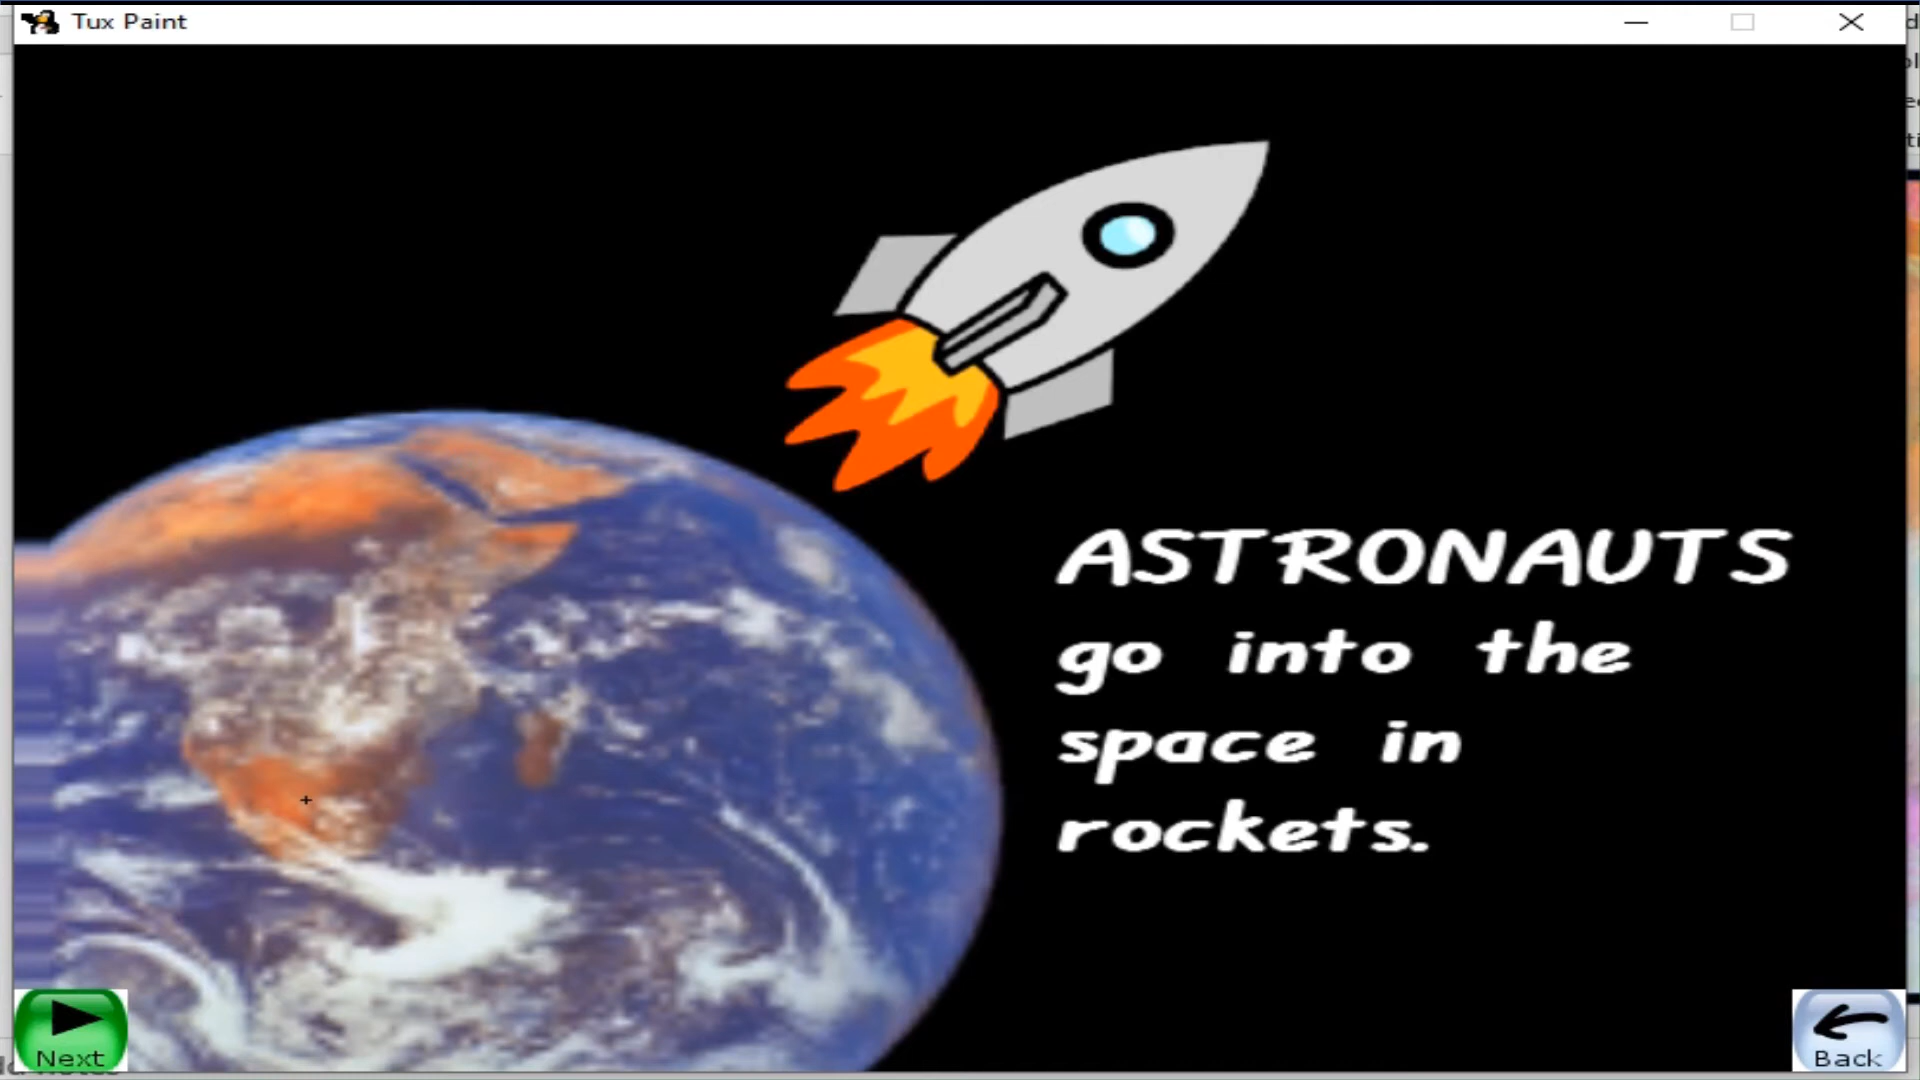 Tux Paint
ASTRONAUTS
go into the
space in
rockets.
Next
Back